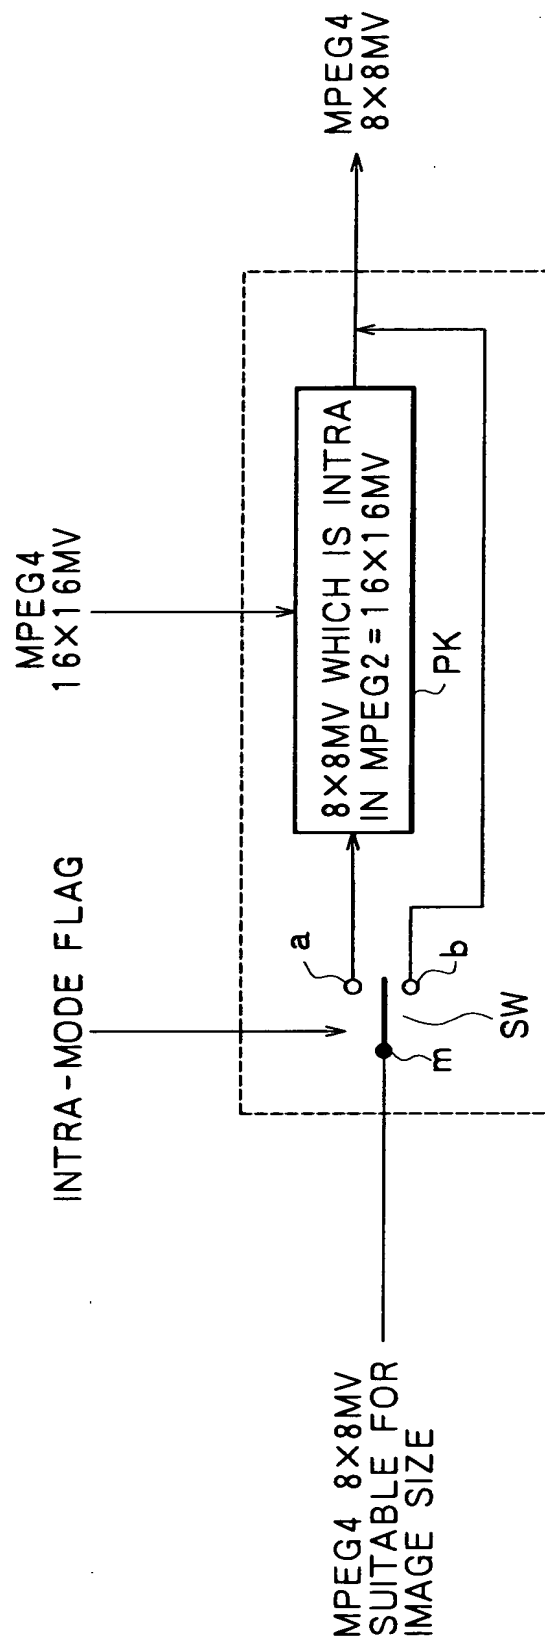 INTRA-MODE FLAG
MPEG4
16×16MV
MPEG4 8×8MV
SUITABLE FOR
IMAGE SIZE
m
a
b
SW
8×8MV WHICH IS INTRA
IN MPEG2=16×16MV
PK
MPEG4
8×8MV